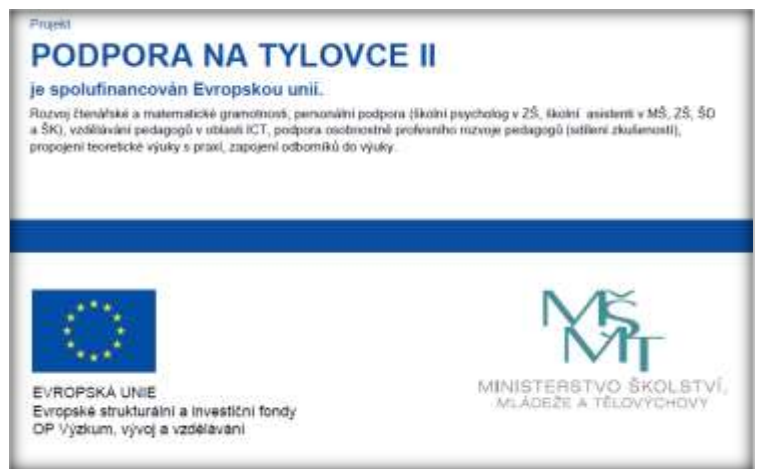 Projekt
PODPORA NA TYLOVCE II
je spolufinancován Evropskou unií.
Rozvoj čtenářské a matematické gramotnosti, personální podpora (školní psycholog v ZŠ, školní asistenti v MŠ, ZŠ, ŠD
a ŠK), vzdělávání pedagogů v oblasti ICT, podpora osobnostně profesního rozvoje pedagogů (sdílení zkušeností),
propojení teoretické výuky s praxí, zapojení odborníků do výuky.
MŠ
MT
EVROPSKÁ UNIE
Evropské strukturální a investiční fondy
OP Výzkum, vývoj a vzdělávání
MINISTERSTVO ŠKOLSTVÍ,
MLÁDEŽE A TĚLOVÝCHOVY